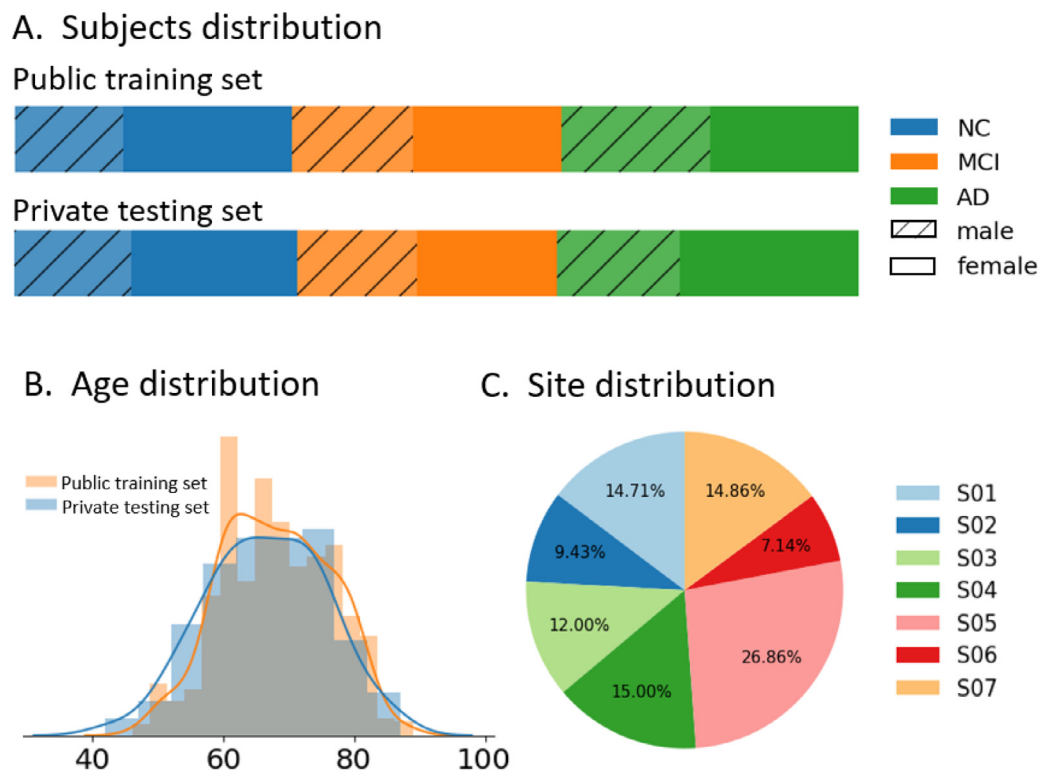 A. Subjects distribution
Public training set
NC
MCI
AD
male
female
Private testing set
B. Age distribution
Public training set
Private testing set
40 60 80 100
C. Site distribution
14.71%
14.86%
9.43%
7.14%
12.00%
26.86%
15.00%
S01
S02
S03
S04
S05
S06
S07